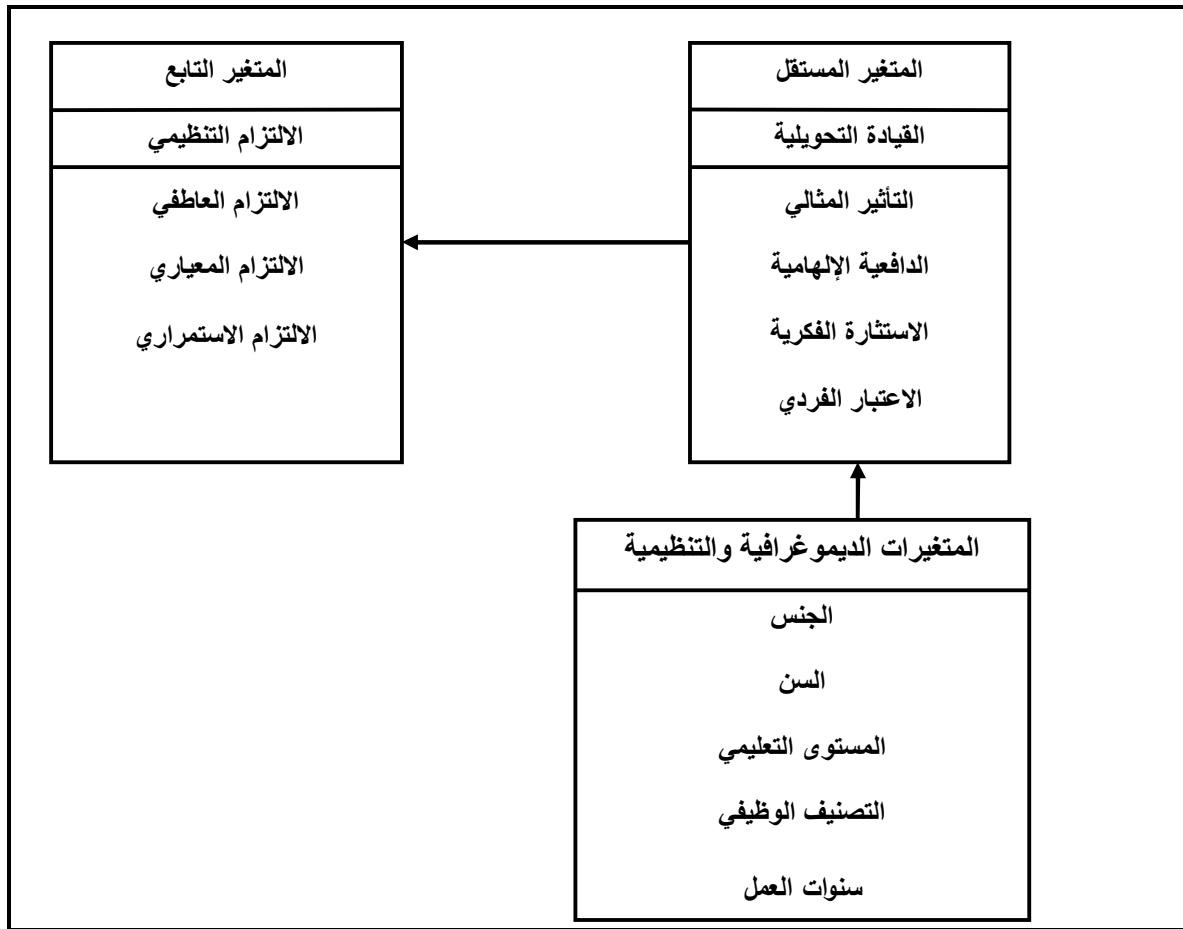 المتغير المستقل
القيادة التحويلية
التأثير المثالي
الدافعية الإلهامية
الاستثارة الفكرية
الاعتبار الفردي
المتغير التابع
الالتزام التنظيمي
الالتزام العاطفي
الالتزام المعياري
الالتزام الاستمراري
المتغيرات الديموغرافية والتنظيمية
الجنس
السن
المستوى التعليمي
التصنيف الوظيفي
سنوات العمل